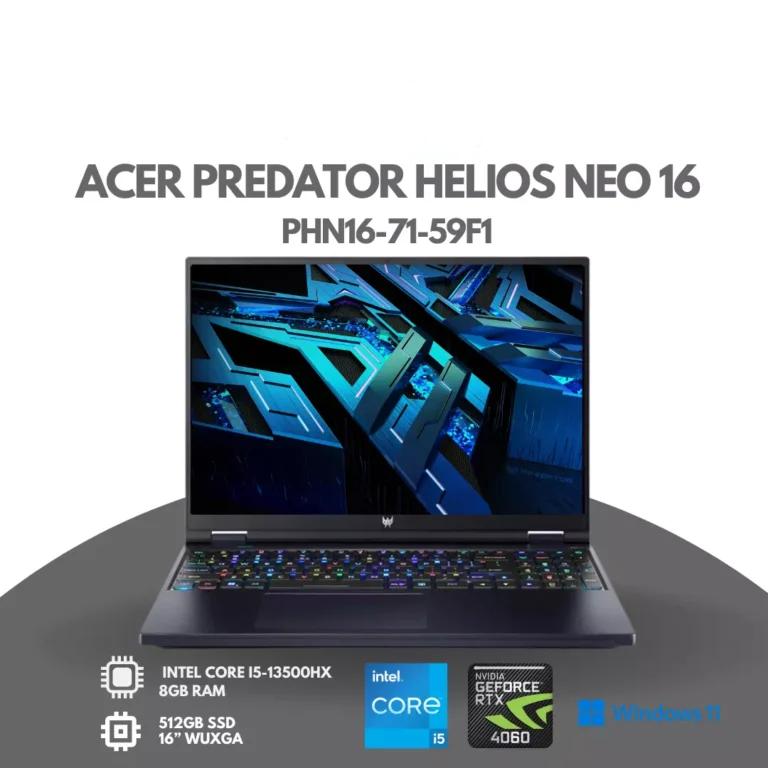 ACER PREDATOR HELIOS NEO 16
PHN16-71-59F1
INTEL CORE I5-13500HX
8GB RAM
512GB SSD
16” WUXGA
intel.
CORE
i5
NVIDIA
GEFORCE
RTX
4060
Windows 11